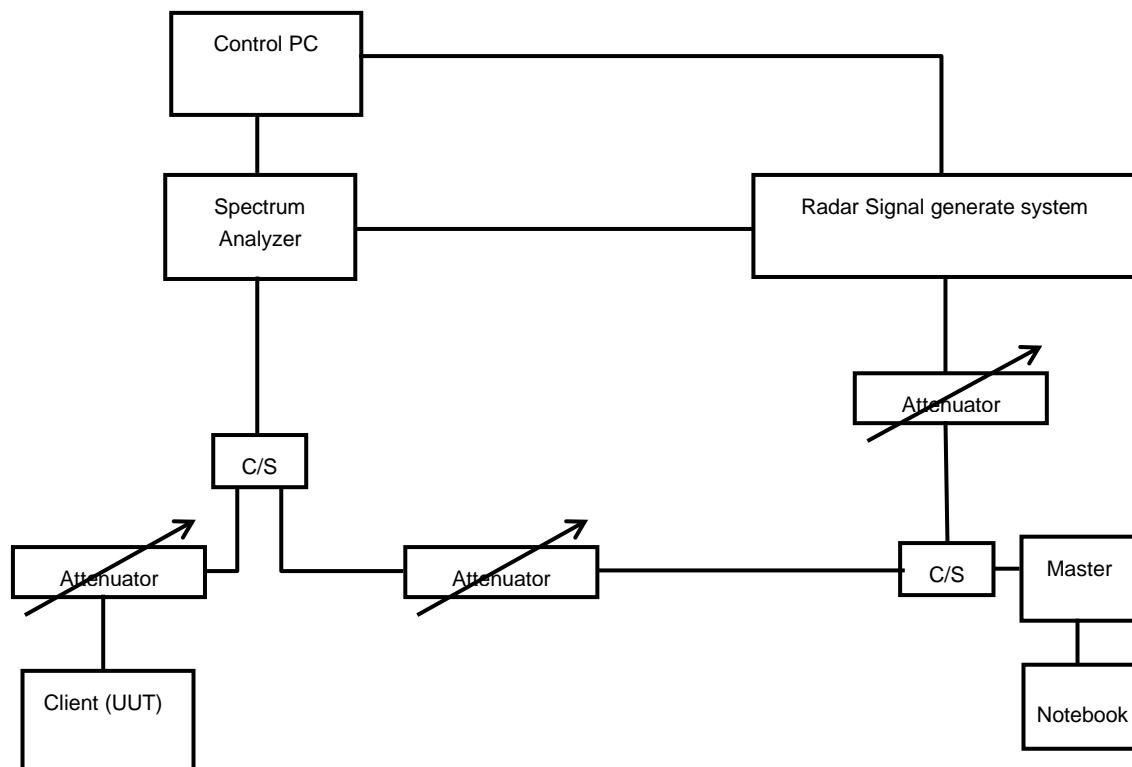 Control PC
Spectrum
Analyzer
Radar Signal generate system
Attenuator
C/S
Attenuator
Attenuator
C/S
Master
Client (UUT)
Notebook